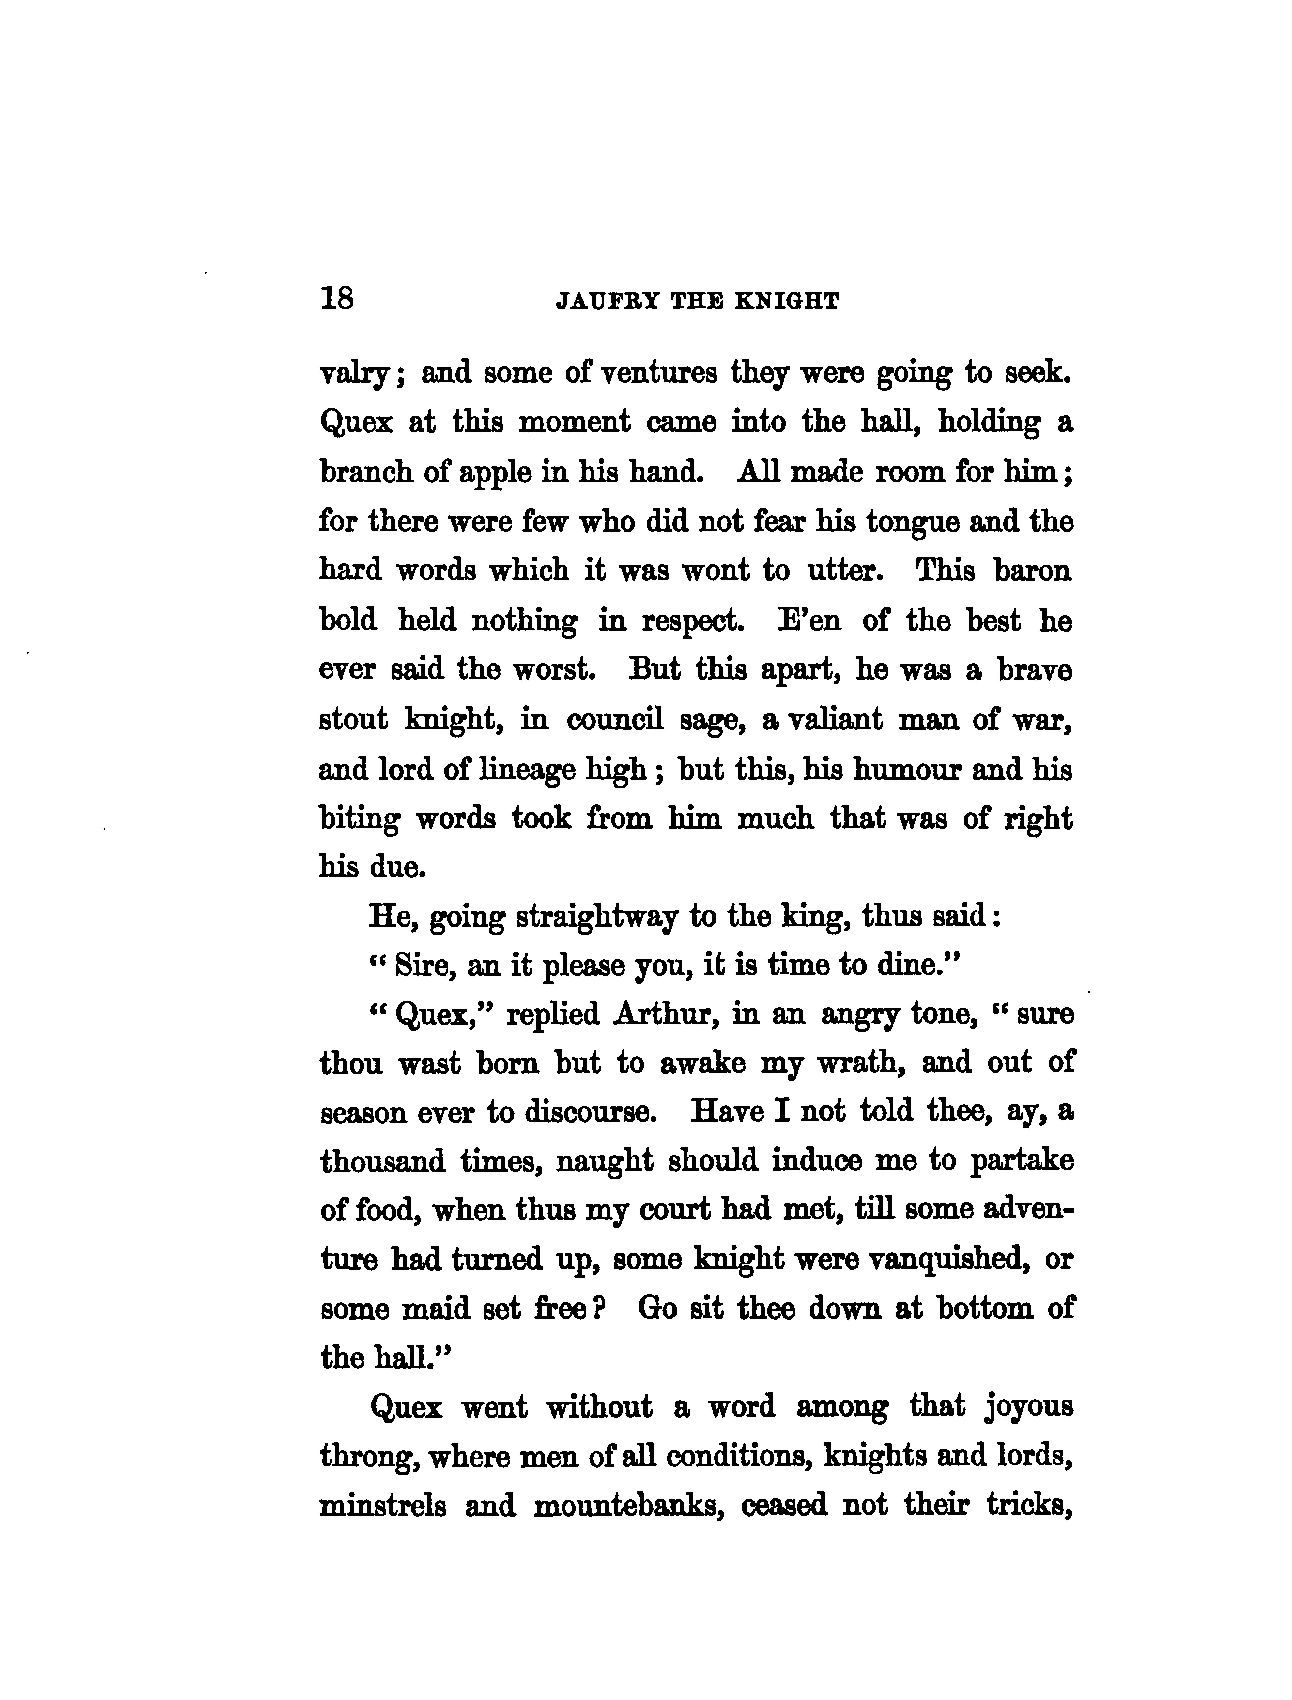 18 JAUFRY THE KNIGHT
valry; and some of ventures they were going to seek.
Quex at this moment came into the hall, holding a
branch of apple in his hand. All made room for him;
for there were few who did not fear his tongue and the
hard words which it was wont to utter. This baron
bold held nothing in respect. E'en of the best he
ever said the worst. But this apart, he was a brave
stout knight, in council sage, a valiant man of war,
and lord of lineage high; but this, his humour and his
biting words took from him much that was of right
his due.
He, going straightway to the king, thus said:
"Sire, an it please you, it is time to dine."
"Quex," replied Arthur, in an angry tone, "sure
thou wast born but to awake my wrath, and out of
season ever to discourse. Have I not told thee, ay, a
thousand times, naught should induce me to partake
of food, when thus my court had met, till some adven-
ture had turned up, some knight were vanquished, or
some maid set free? Go sit thee down at bottom of
the hall."
Quex went without a word among that joyous
throng, where men of all conditions, knights and lords,
minstrels and mountebanks, ceased not their tricks,